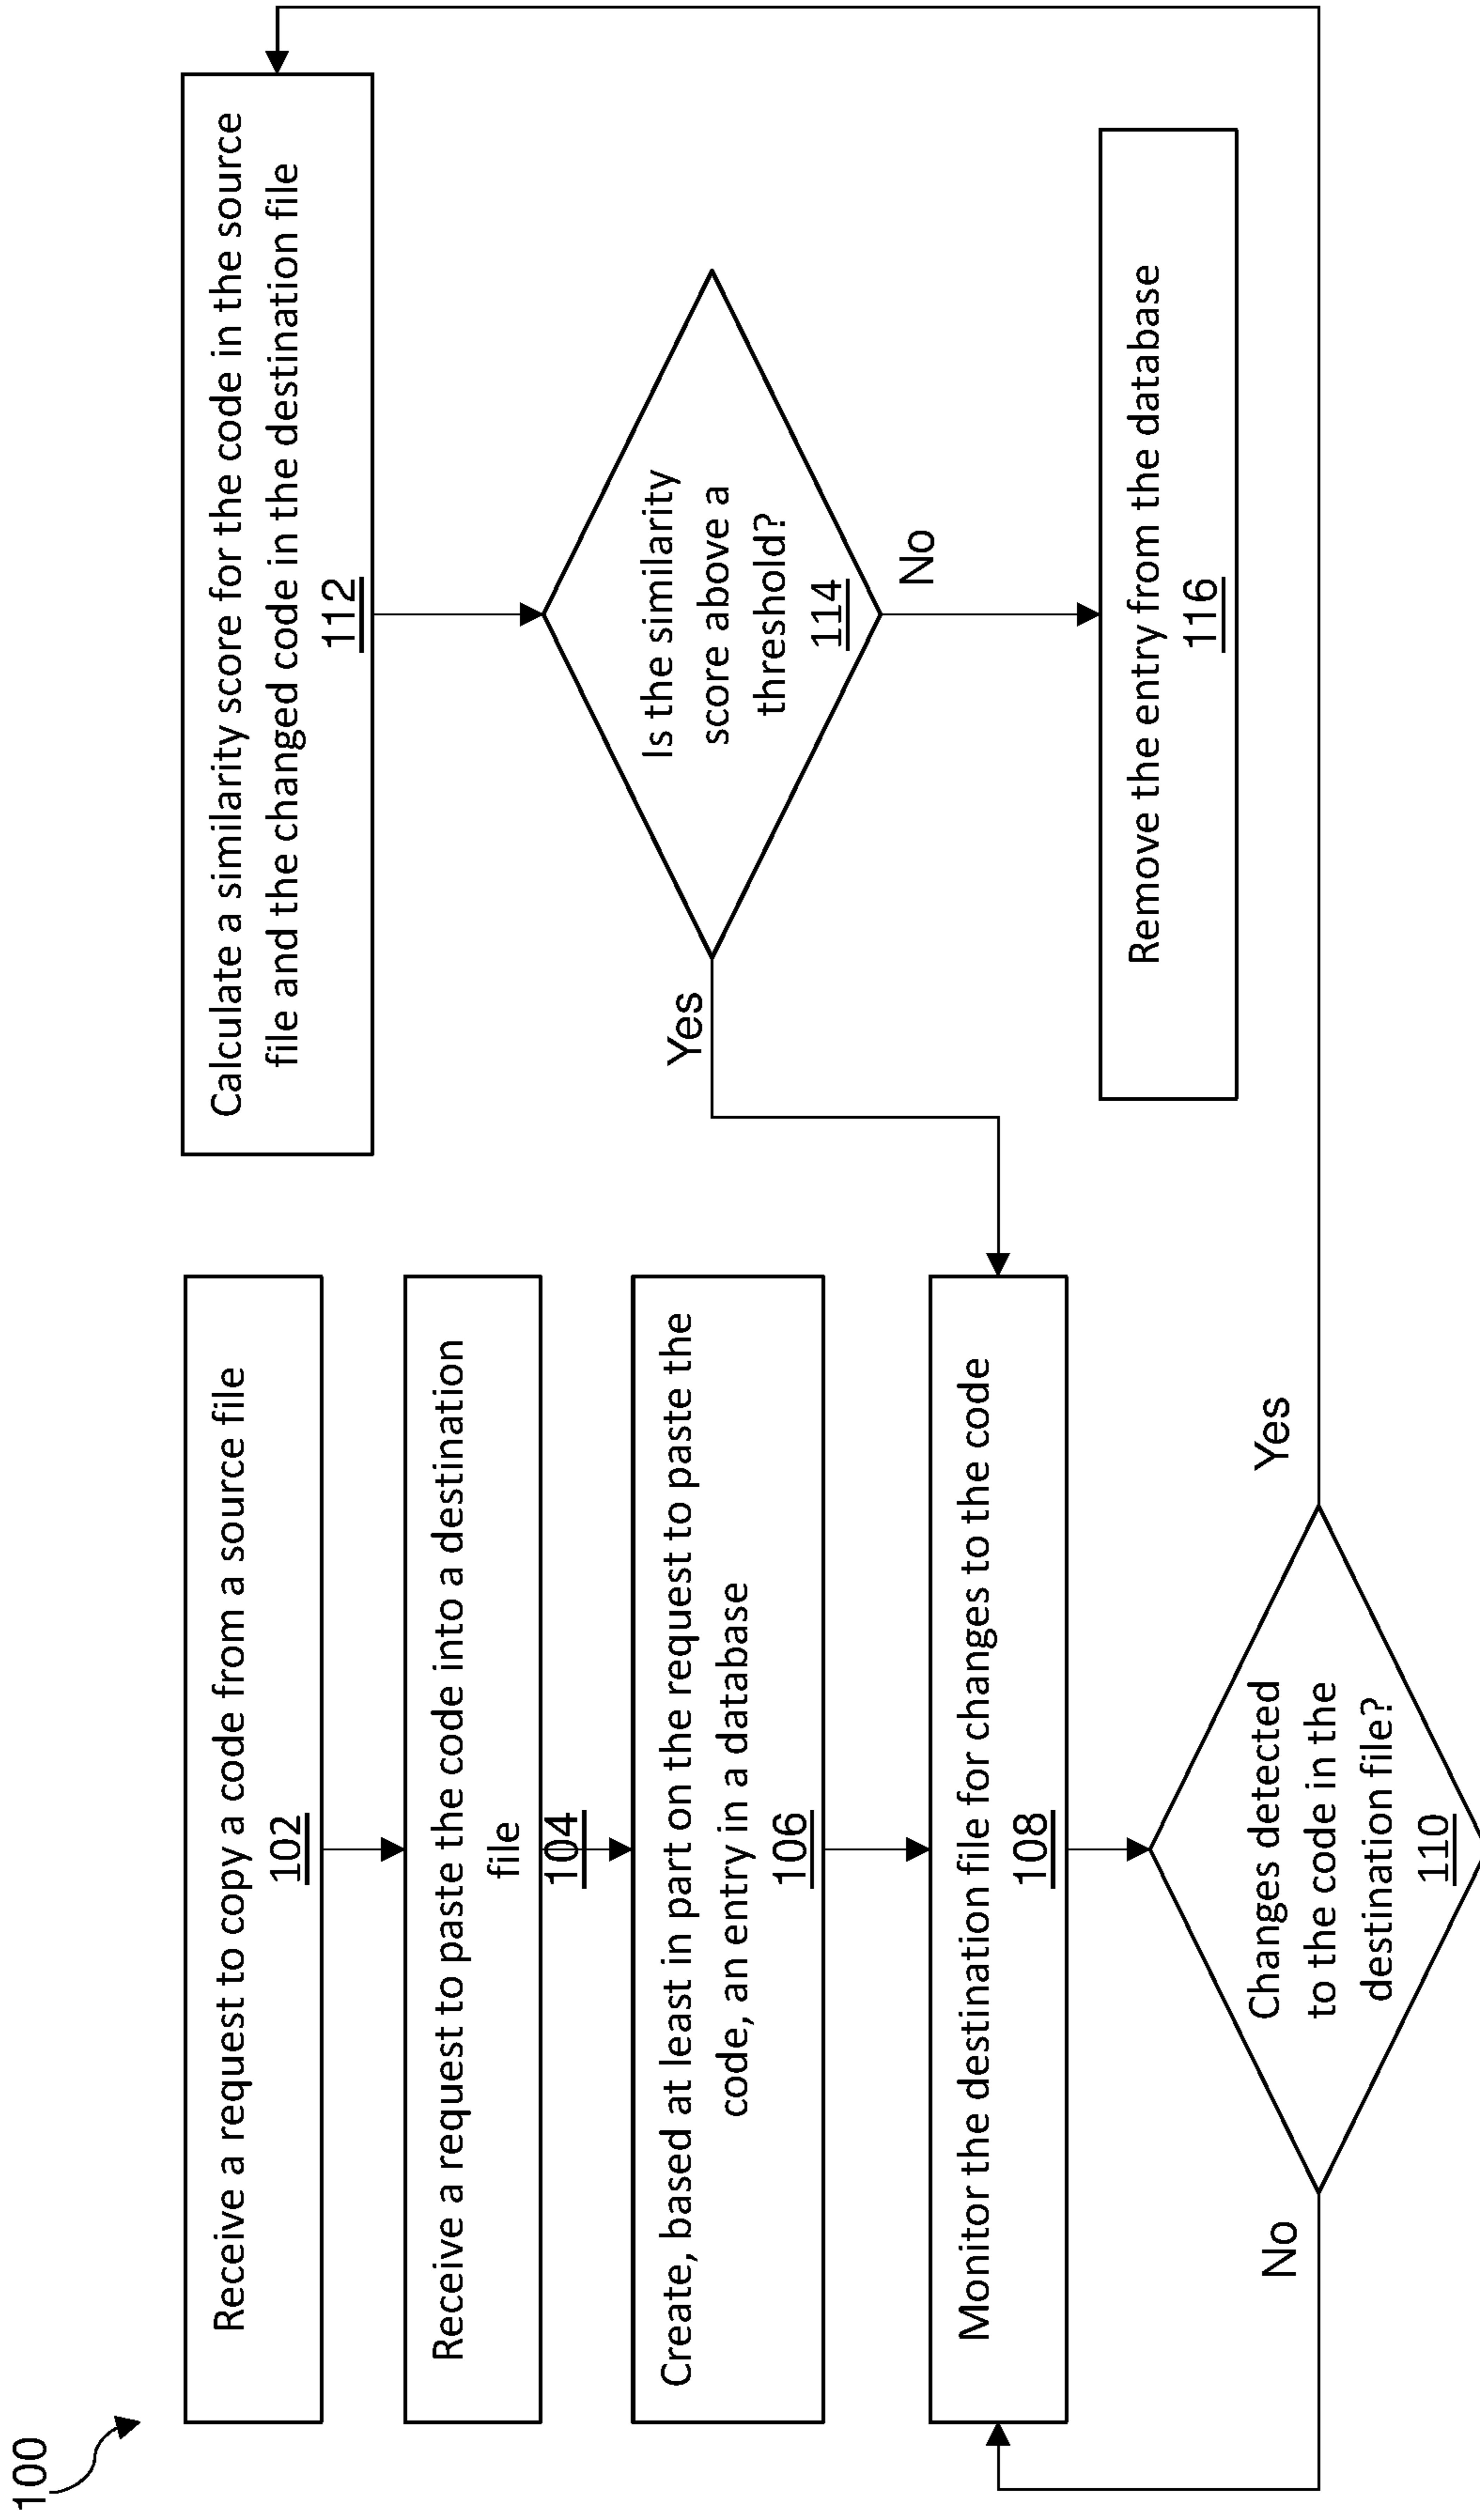 100
Receive a request to copy a code from a source file
102
Receive a request to paste the code into a destination
file
104
Create, based at least in part on the request to paste the
code, an entry in a database
106
Monitor the destination file for changes to the code
108
Changes detected
to the code in the
destination file?
110
No
Yes
Calculate a similarity score for the code in the source
file and the changed code in the destination file
112
Is the similarity
score above a
threshold?
114
Yes
No
Remove the entry from the database
116